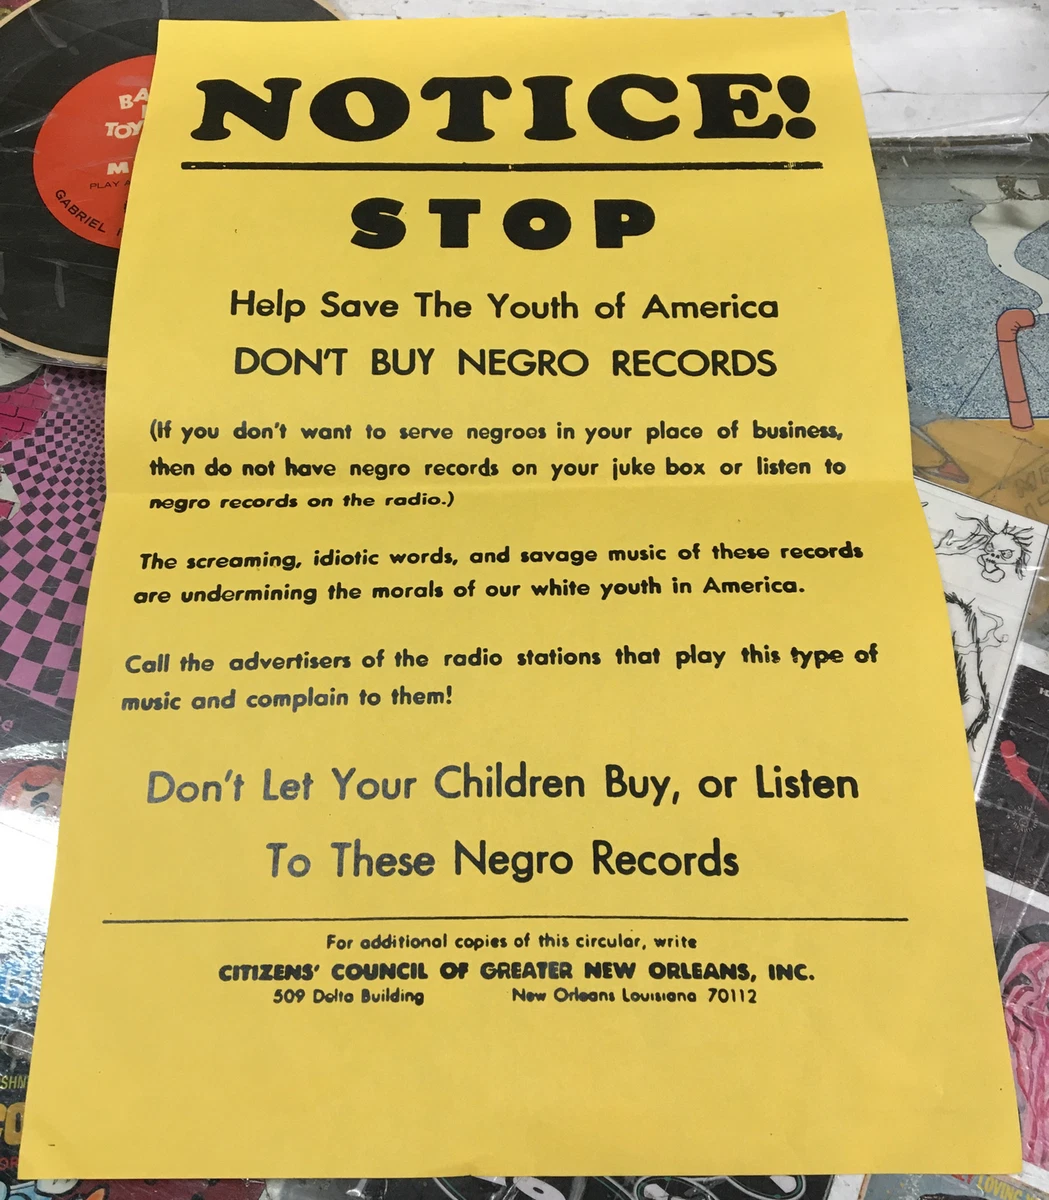 NOTICE!
STOP
Help Save The Youth of America
DON'T BUY NEGRO RECORDS
(If you don't want to serve negroes in your place of business,
then do not have negro records on your juke box or listen to
negro records on the radio.)
The screaming, idiotic words, and savage music of these records
are undermining the morals of our white youth in America.
Call the advertisers of the radio stations that play this type of
music and complain to them!
Don't Let Your Children Buy, or Listen
To These Negro Records
For additional copies of this circular, write
CITIZENS' COUNCIL OF GREATER NEW ORLEANS, INC.
509 Delta Building New Orleans Louisiana 70112
PLAY
GABRIEL
LOVING